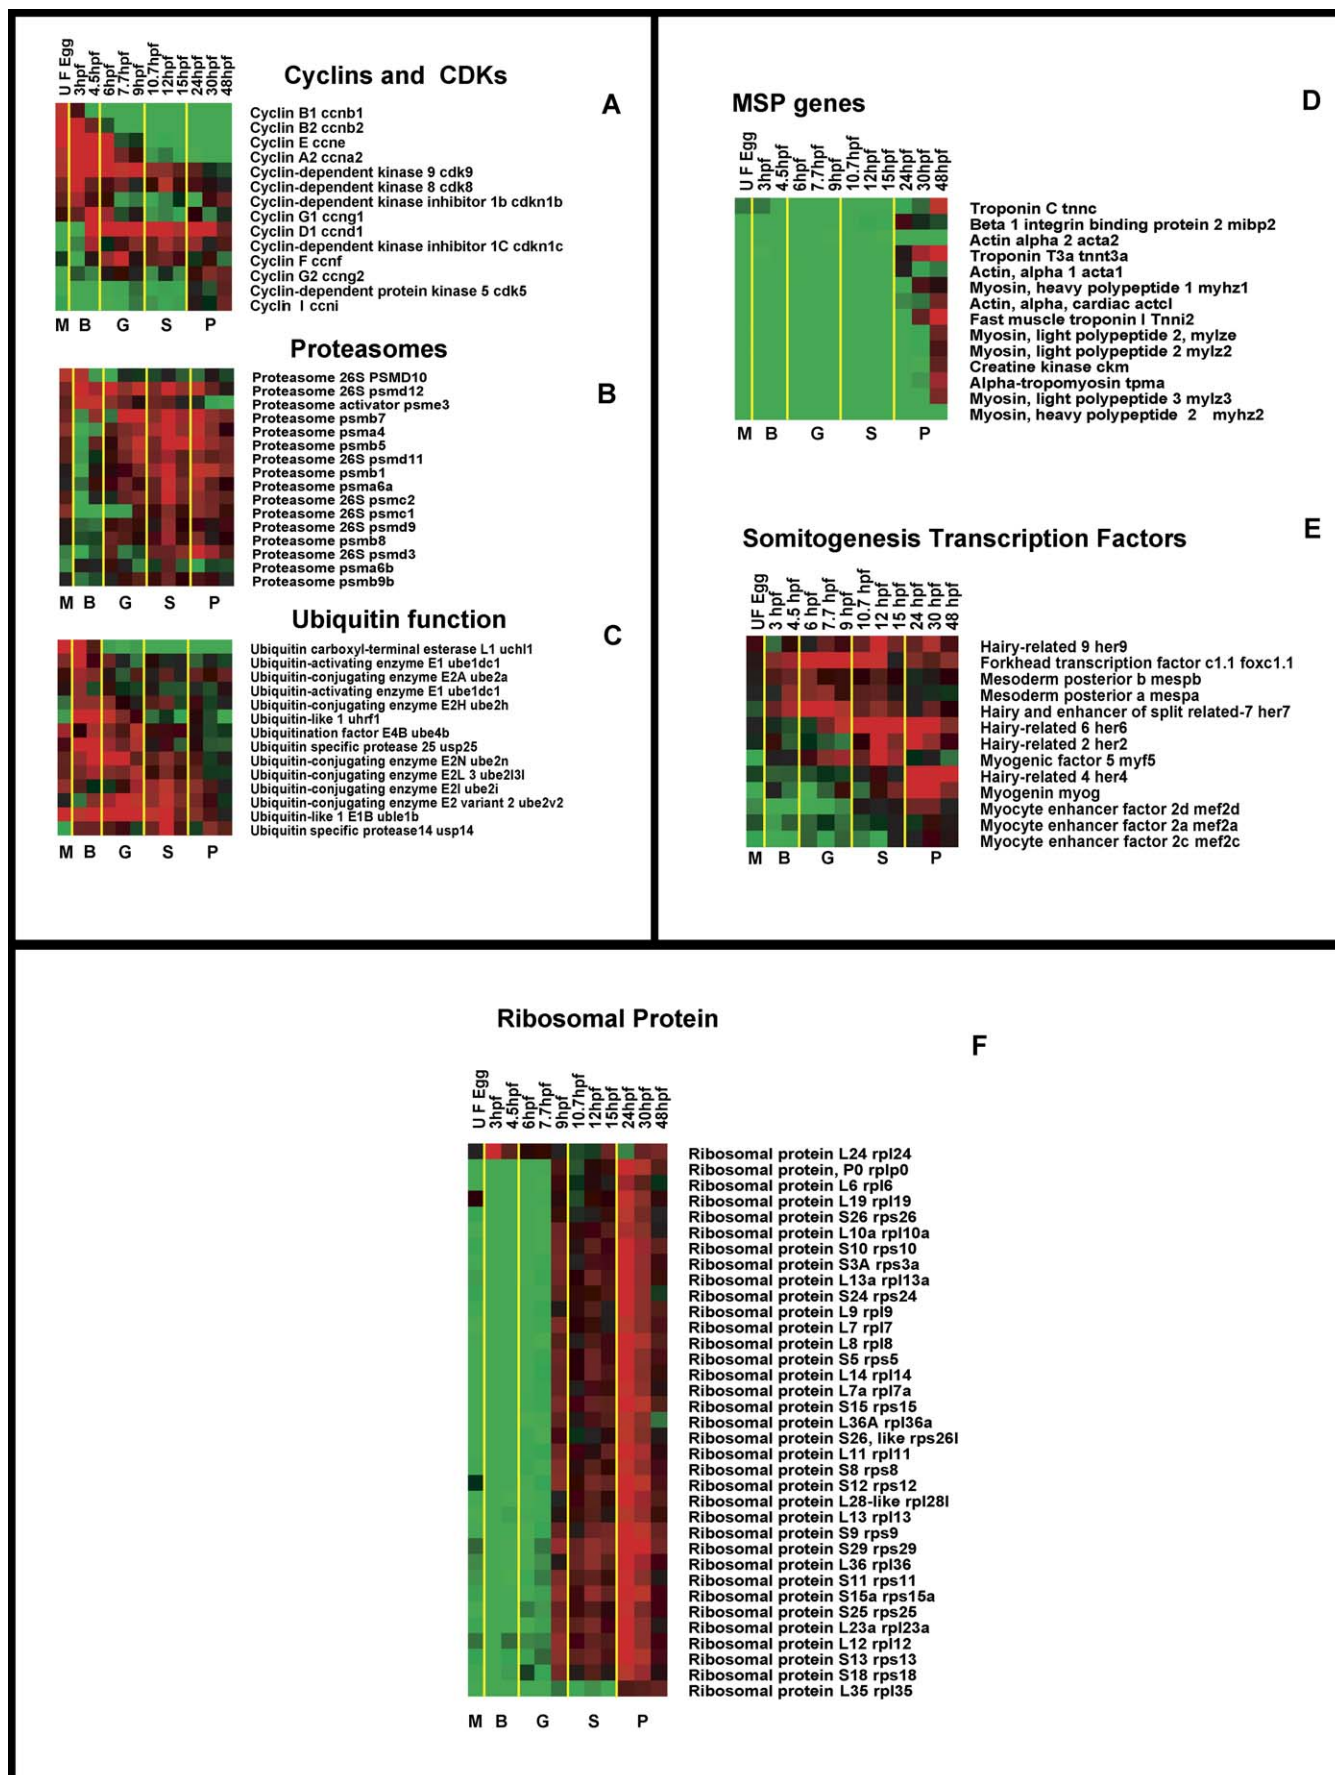 U F Egg
3hpf
4.5hpf
6hpf
7.7hpf
9hpf
10.7hpf
12hpf
15hpf
24hpf
30hpf
48hpf
Cyclins and CDKs
A
Cyclin B1 ccnb1
Cyclin B2 ccnb2
Cyclin E ccne
Cyclin A2 ccna2
Cyclin-dependent kinase 9 cdk9
Cyclin-dependent kinase 8 cdk8
Cyclin-dependent kinase inhibitor 1b cdkn1b
Cyclin G1 ccng1
Cyclin D1 ccnd1
Cyclin-dependent kinase inhibitor 1C cdkn1c
Cyclin F ccnf
Cyclin G2 ccng2
Cyclin-dependent protein kinase 5 cdk5
Cyclin I ccni
M B G S P
Proteasomes
B
Proteasome 26S PSMD10
Proteasome 26S psmd12
Proteasome activator psme3
Proteasome psmb7
Proteasome psma4
Proteasome psmb5
Proteasome 26S psmd11
Proteasome psmb1
Proteasome psma6a
Proteasome 26S psmc2
Proteasome 26S psmc1
Proteasome 26S psmd9
Proteasome psmb8
Proteasome 26S psmd3
Proteasome psma6b
Proteasome psmb9b
M B G S P
Ubiquitin function
C
Ubiquitin carboxyl-terminal esterase L1 uchl1
Ubiquitin-activating enzyme E1 ube1dc1
Ubiquitin-conjugating enzyme E2A ube2a
Ubiquitin-activating enzyme E1 ube1dc1
Ubiquitin-conjugating enzyme E2H ube2h
Ubiquitin-like 1 uhrf1
Ubiquitination factor E4B ube4b
Ubiquitin specific protease 25 usp25
Ubiquitin-conjugating enzyme E2N ube2n
Ubiquitin-conjugating enzyme E2L 3 ube2l3l
Ubiquitin-conjugating enzyme E2I ube2i
Ubiquitin-conjugating enzyme E2 variant 2 ube2v2
Ubiquitin-like 1 E1B uble1b
Ubiquitin specific protease14 usp14
M B G S P
MSP genes
D
U F Egg
3hpf
4.5hpf
6hpf
7.7hpf
9hpf
10.7hpf
12hpf
15hpf
24hpf
30hpf
48hpf
Troponin C tnnc
Beta 1 integrin binding protein 2 mibp2
Actin alpha 2 acta2
Troponin T3a tnnt3a
Actin, alpha 1 acta1
Myosin, heavy polypeptide 1 myhz1
Actin, alpha, cardiac actcl
Fast muscle troponin I Tnni2
Myosin, light polypeptide 2, mylze
Myosin, light polypeptide 2 mylz2
Creatine kinase ckm
Alpha-tropomyosin tpma
Myosin, light polypeptide 3 mylz3
Myosin, heavy polypeptide 2 myhz2
M B G S P
Somitogenesis Transcription Factors
E
UF Egg
3 hpf
4.5 hpf
6 hpf
7.7 hpf
9 hpf
10.7 hpf
12 hpf
15 hpf
24 hpf
30 hpf
48 hpf
Hairy-related 9 her9
Forkhead transcription factor c1.1 foxc1.1
Mesoderm posterior b mespb
Mesoderm posterior a mespa
Hairy and enhancer of split related-7 her7
Hairy-related 6 her6
Hairy-related 2 her2
Myogenic factor 5 myf5
Hairy-related 4 her4
Myogenin myog
Myocyte enhancer factor 2d mef2d
Myocyte enhancer factor 2a mef2a
Myocyte enhancer factor 2c mef2c
M B G S P
Ribosomal Protein
F
U F Egg
3hpf
4.5hpf
6hpf
7.7hpf
9hpf
10.7hpf
12hpf
15hpf
24hpf
30hpf
48hpf
Ribosomal protein L24 rpl24
Ribosomal protein, P0 rplp0
Ribosomal protein L6 rpl6
Ribosomal protein L19 rpl19
Ribosomal protein S26 rps26
Ribosomal protein L10a rpl10a
Ribosomal protein S10 rps10
Ribosomal protein S3A rps3a
Ribosomal protein L13a rpl13a
Ribosomal protein S24 rps24
Ribosomal protein L9 rpl9
Ribosomal protein L7 rpl7
Ribosomal protein L8 rpl8
Ribosomal protein S5 rps5
Ribosomal protein L14 rpl14
Ribosomal protein L7a rpl7a
Ribosomal protein S15 rps15
Ribosomal protein L36A rpl36a
Ribosomal protein S26, like rps26l
Ribosomal protein L11 rpl11
Ribosomal protein S8 rps8
Ribosomal protein S12 rps12
Ribosomal protein L28-like rpl28l
Ribosomal protein L13 rpl13
Ribosomal protein S9 rps9
Ribosomal protein S29 rps29
Ribosomal protein L36 rpl36
Ribosomal protein S11 rps11
Ribosomal protein S15a rps15a
Ribosomal protein S25 rps25
Ribosomal protein L23a rpl23a
Ribosomal protein L12 rpl12
Ribosomal protein S13 rps13
Ribosomal protein S18 rps18
Ribosomal protein L35 rpl35
M B G S P